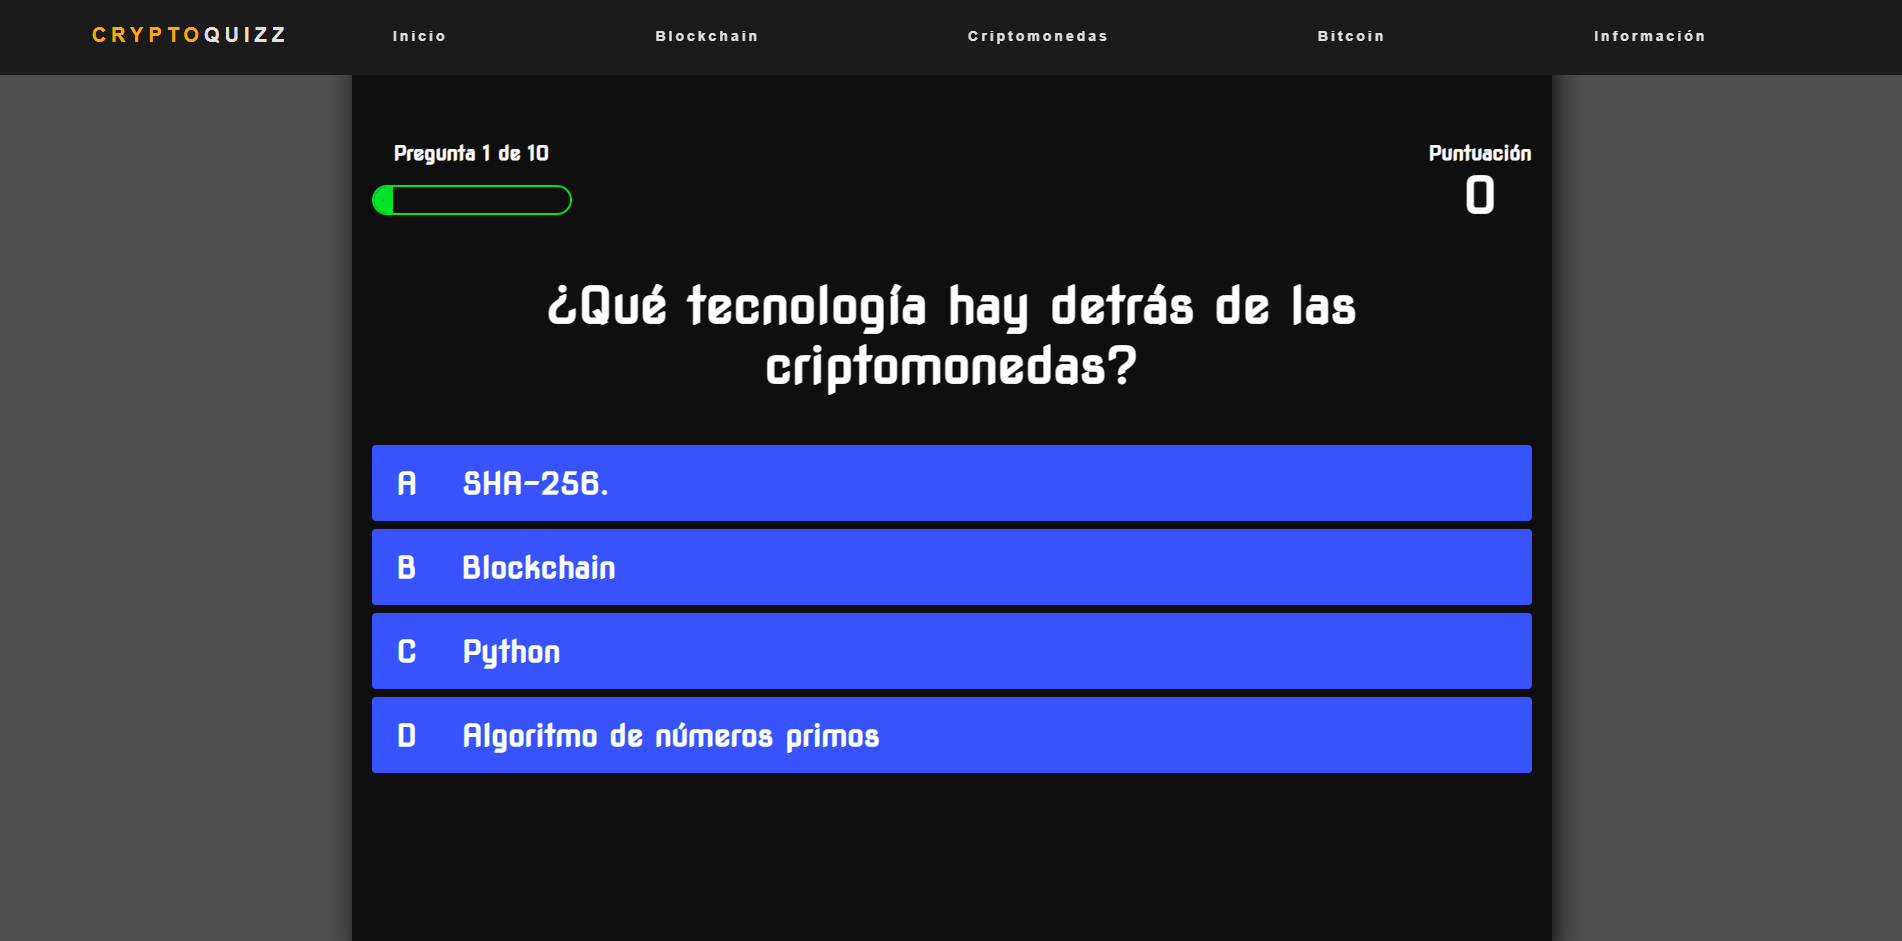 CRYPTOQUIZZ Inicio Blockchain Criptomonedas Bitcoin Información
Pregunta 1 de 10
Puntuación
0
¿Qué tecnología hay detrás de las
criptomonedas?
A SHA-256.
B Blockchain
C Python
D Algoritmo de números primos